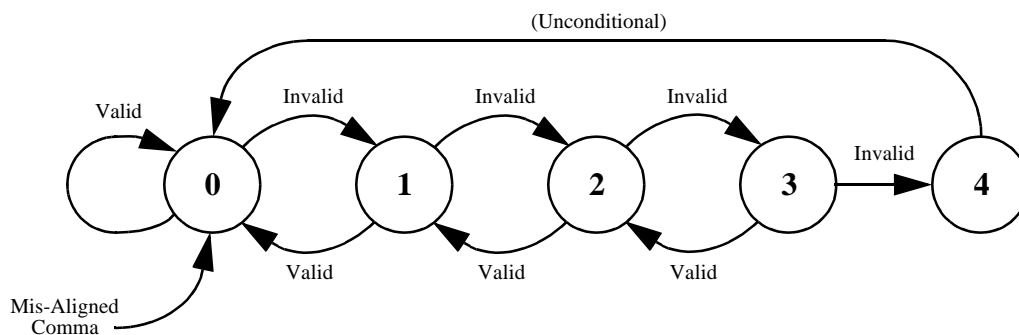 (Unconditional)
Valid
Invalid
Invalid
Invalid
Invalid
0
1
2
3
4
Valid
Valid
Valid
Mis-Aligned
Comma